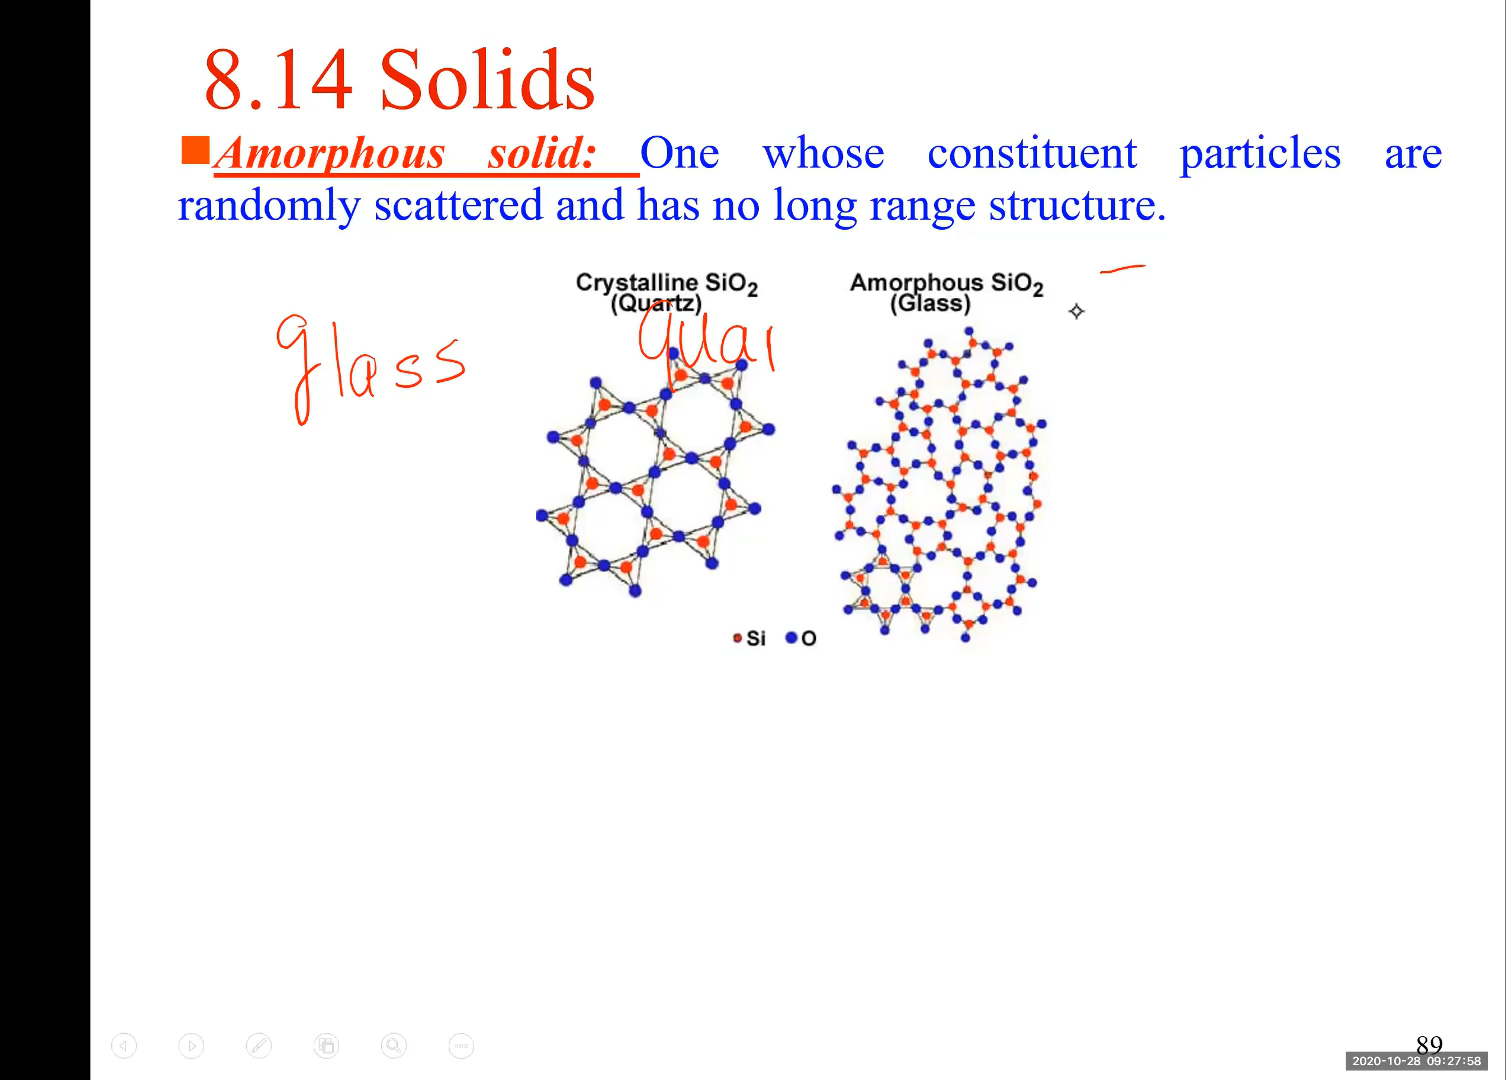 8.14 Solids
Amorphous solid: One whose constituent particles are
randomly scattered and has no long range structure.
Crystalline SiO2
(Quartz)
Amorphous SiO2
(Glass)
glass
quar
Si O
89
2020-10-28 09:27:58